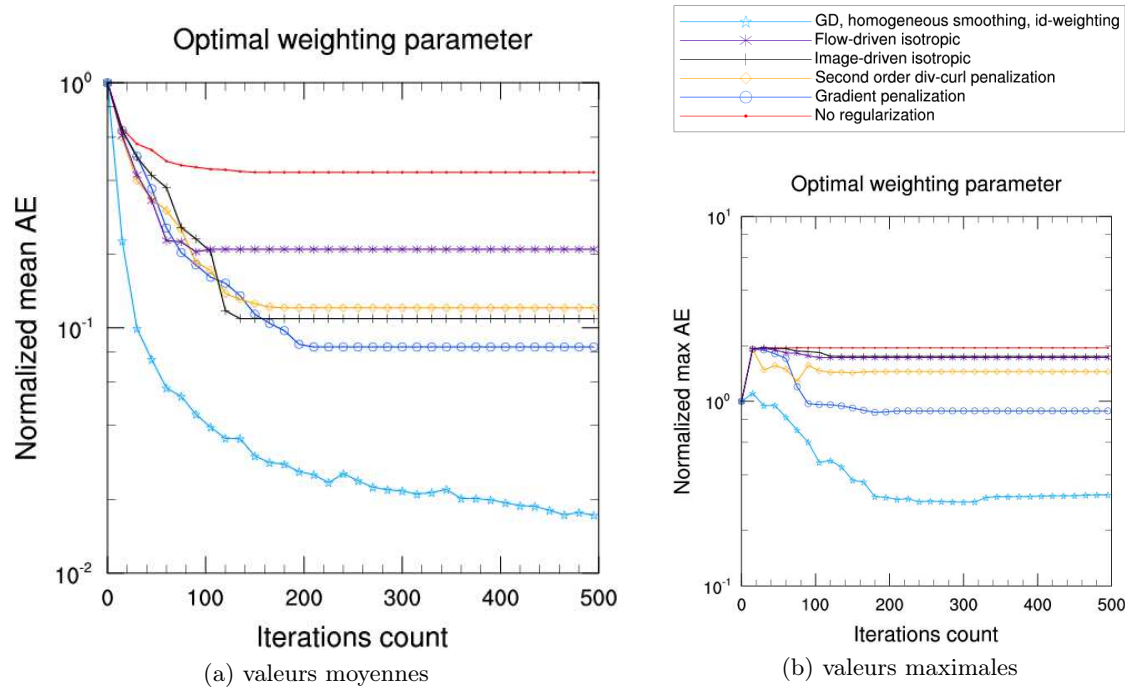 Optimal weighting parameter
Normalized mean AE
10^0
10^-1
10^-2
0 100 200 300 400 500
Iterations count
(a) valeurs moyennes
GD, homogeneous smoothing, id-weighting
Flow-driven isotropic
Image-driven isotropic
Second order div-curl penalization
Gradient penalization
No regularization
Optimal weighting parameter
Normalized max AE
10^1
10^0
10^-1
0 100 200 300 400 500
Iterations count
(b) valeurs maximales